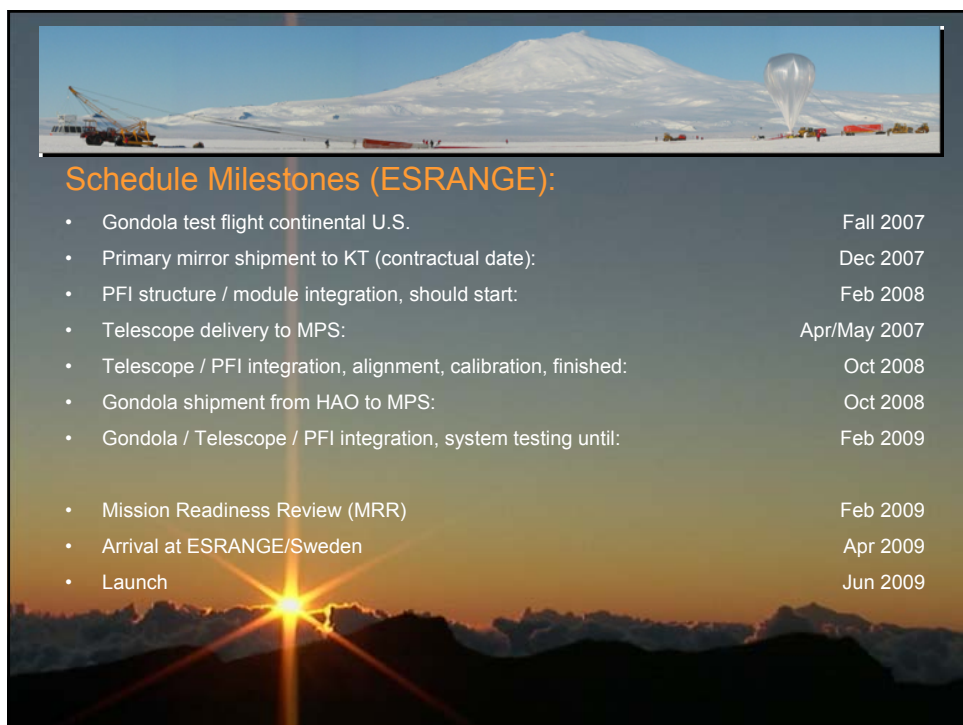 Schedule Milestones (ESRANGE):
• Gondola test flight continental U.S. Fall 2007
• Primary mirror shipment to KT (contractual date): Dec 2007
• PFI structure / module integration, should start: Feb 2008
• Telescope delivery to MPS: Apr/May 2007
• Telescope / PFI integration, alignment, calibration, finished: Oct 2008
• Gondola shipment from HAO to MPS: Oct 2008
• Gondola / Telescope / PFI integration, system testing until: Feb 2009
• Mission Readiness Review (MRR) Feb 2009
• Arrival at ESRANGE/Sweden Apr 2009
• Launch Jun 2009